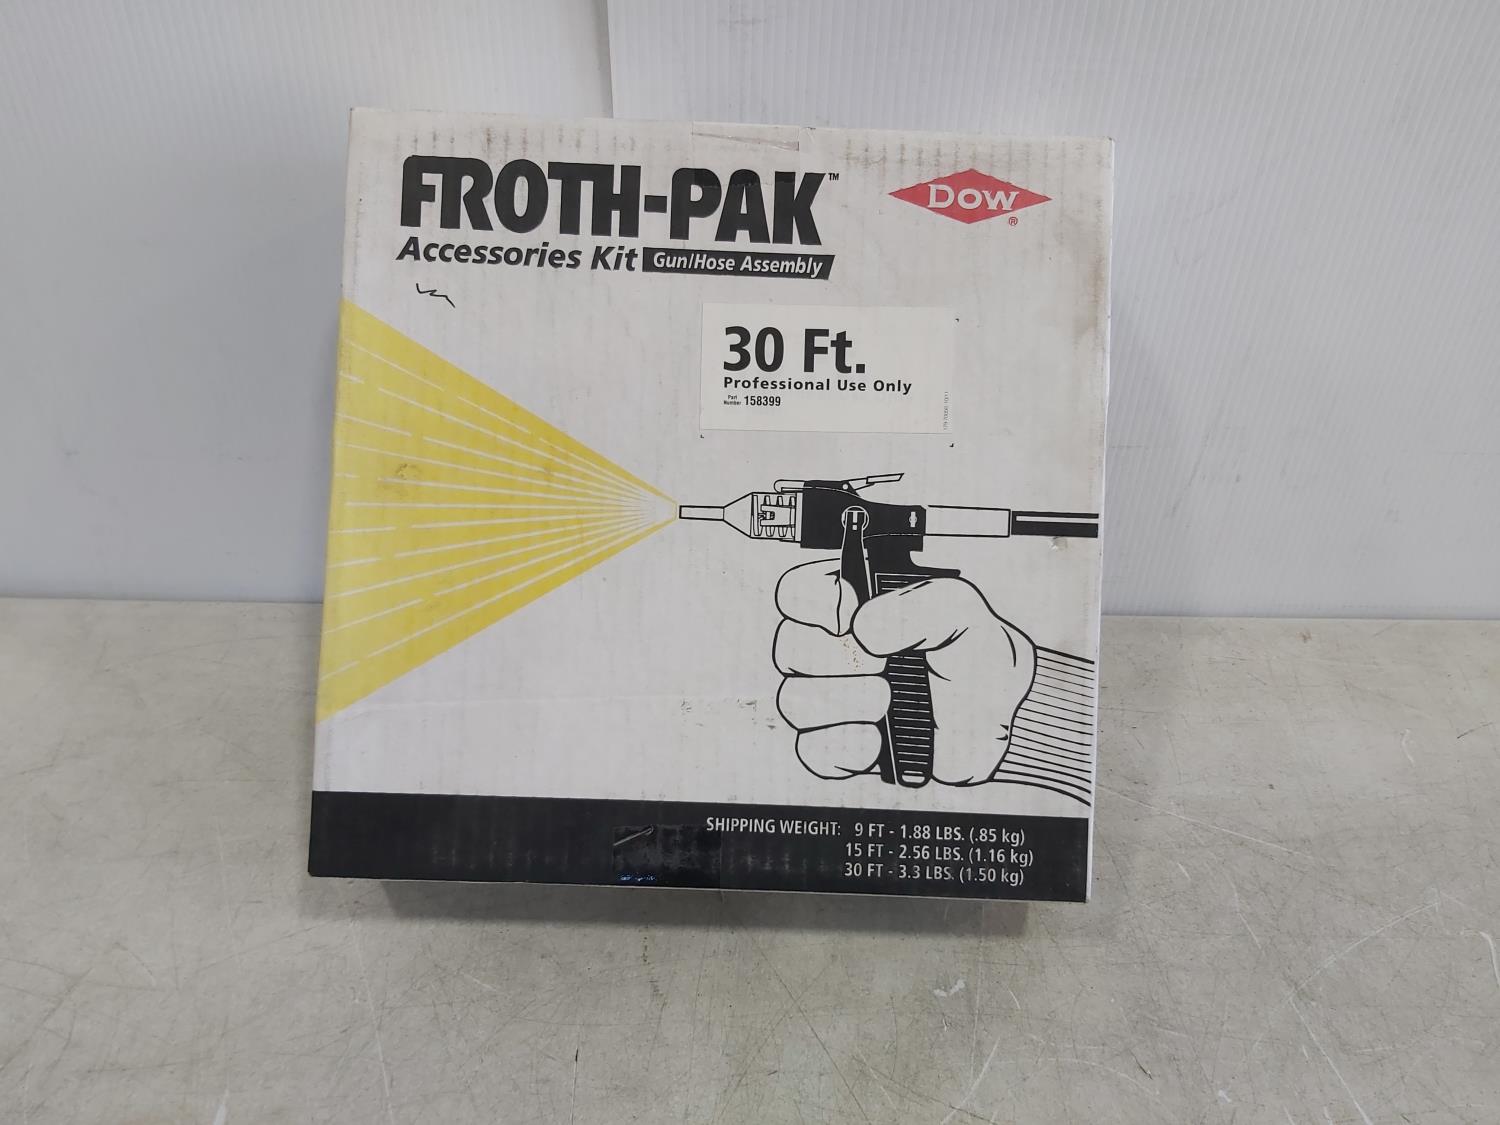 FROTH-PAK™
DOW®
Accessories Kit Gun/Hose Assembly
30 Ft.
Professional Use Only
Part Number 158399
SHIPPING WEIGHT: 9 FT - 1.88 LBS. (.85 kg)
15 FT - 2.56 LBS. (1.16 kg)
30 FT - 3.3 LBS. (1.50 kg)